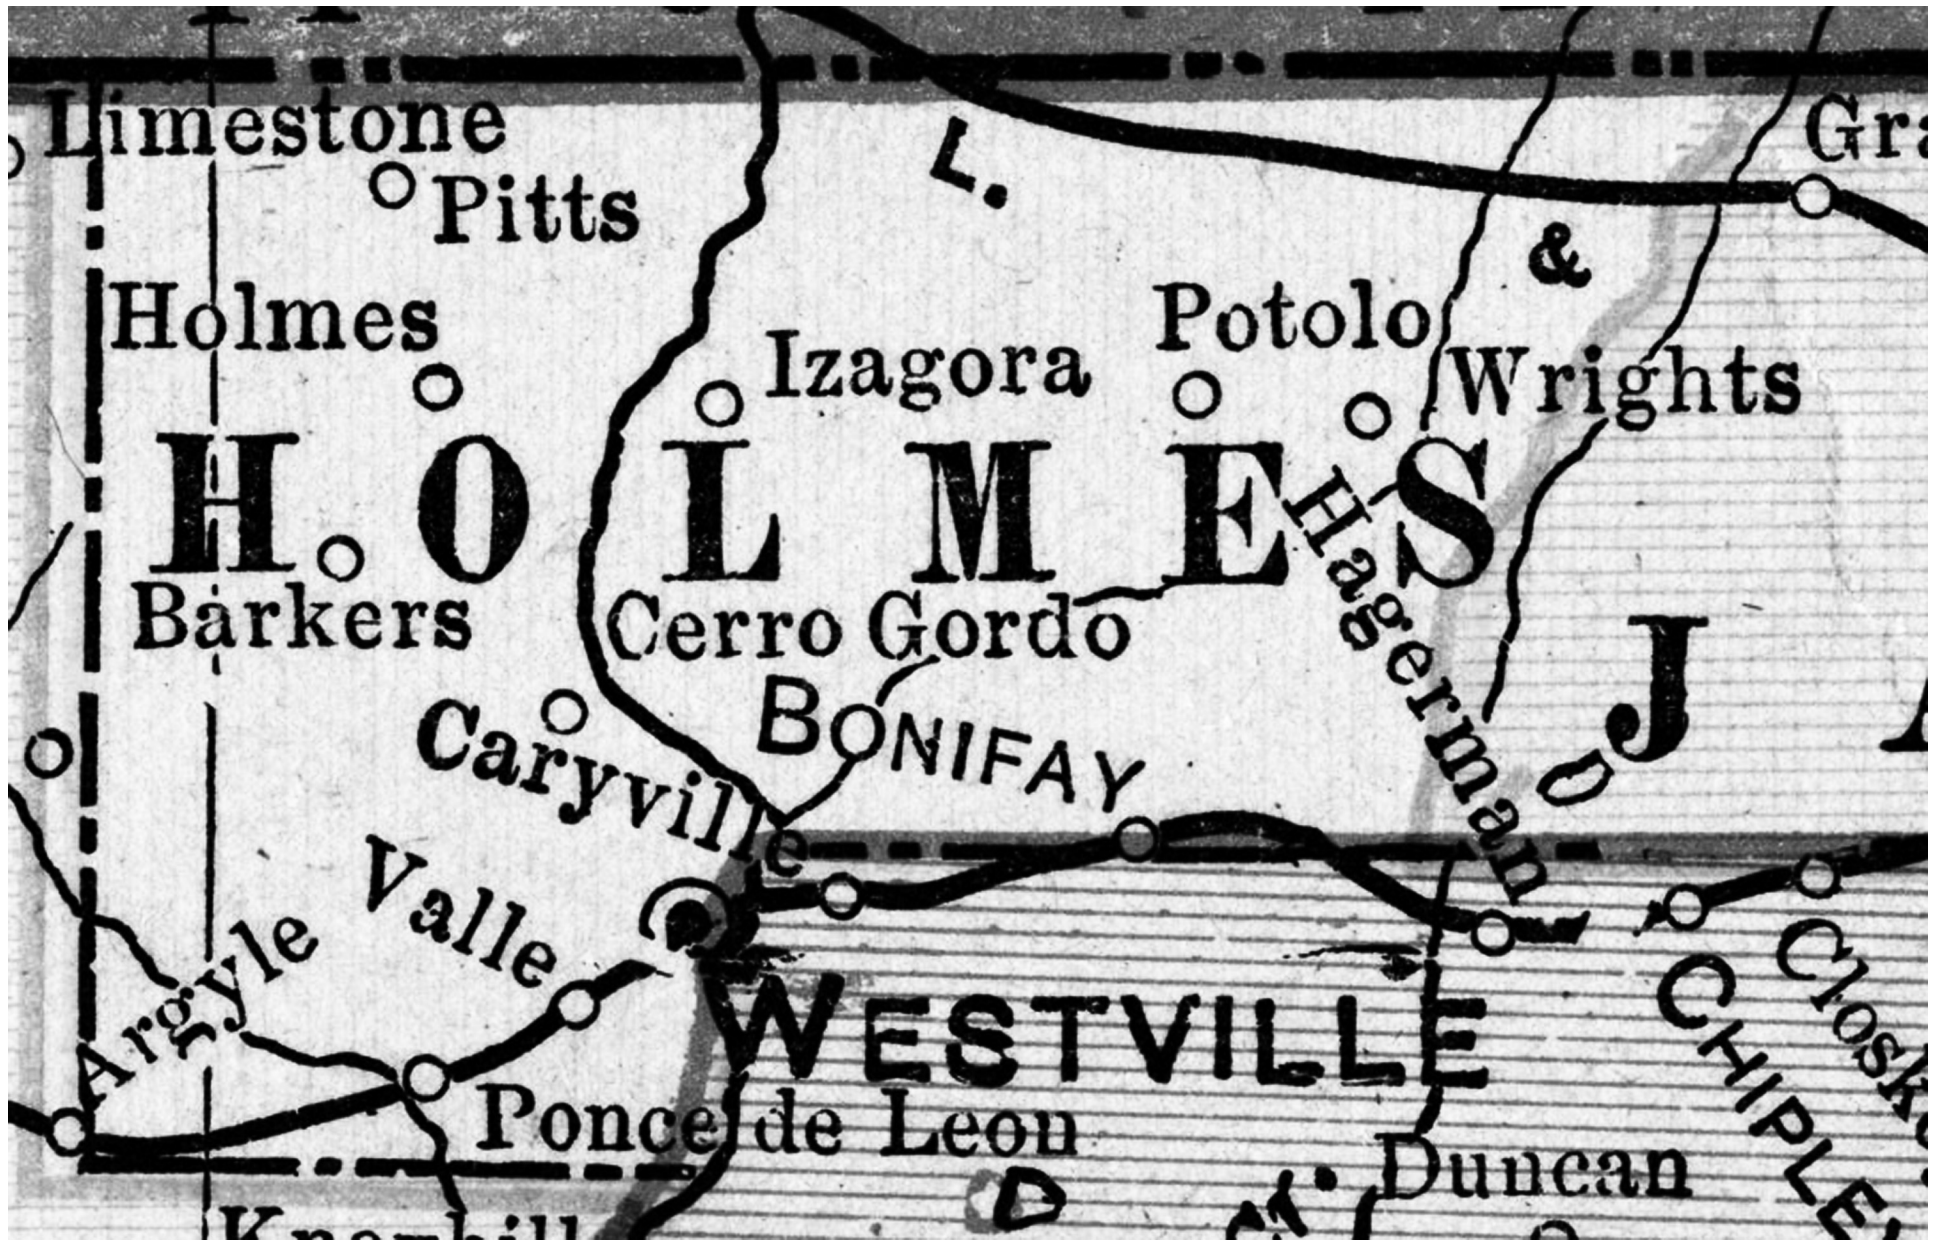 Limestone
Pitts
L.
Gra
&
Holmes
Potolo
Izagora
Wrights
HOLMES
Hagerman
Barkers
Cerro Gordo
J
BONIFAY
Caryville
Valle
Argyle
WESTVILLE
Closk
CHIPLE
Ponce de Leon
Duncan
D